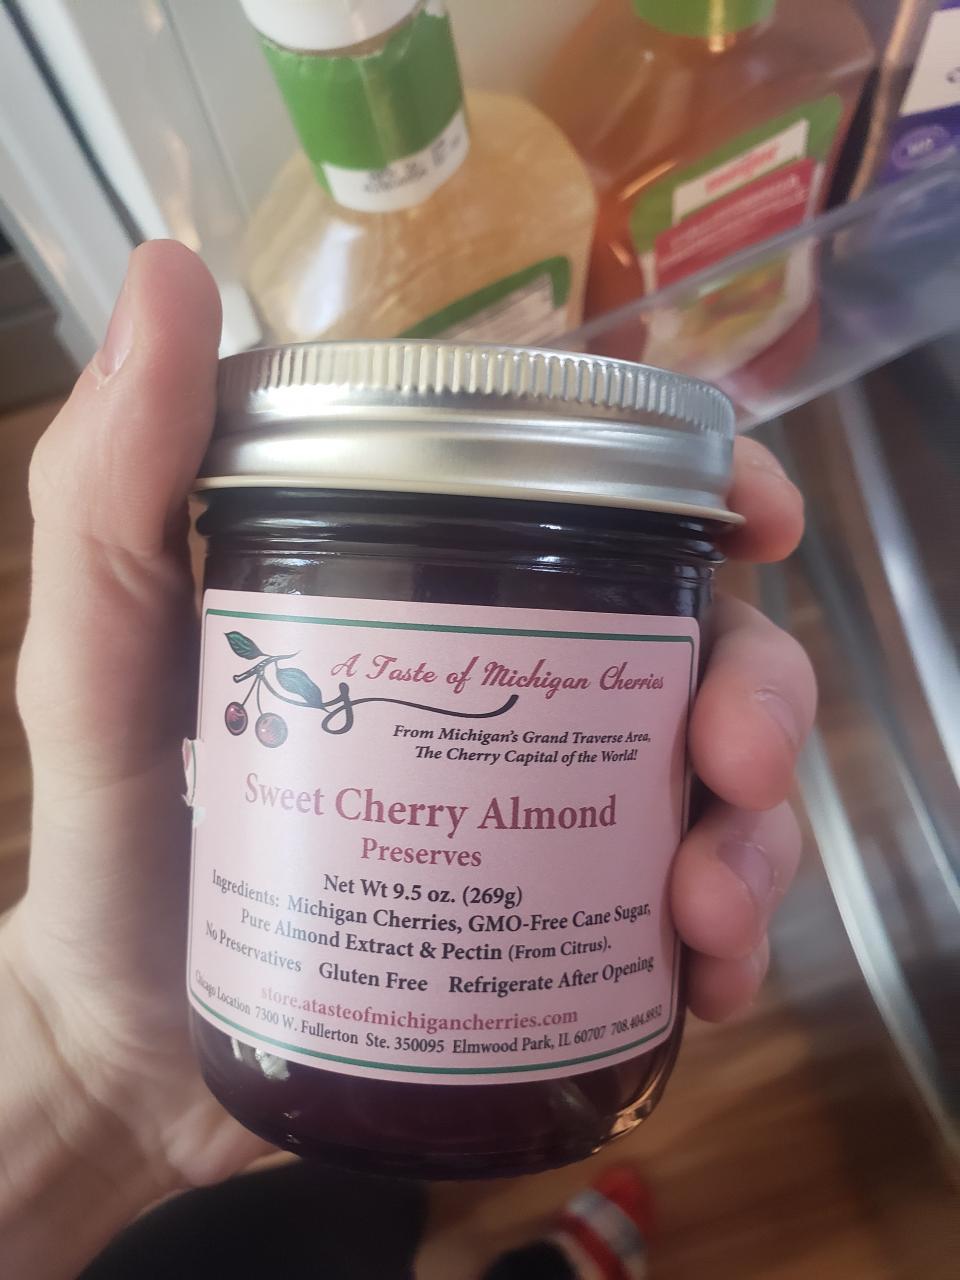 meijer
A Taste of Michigan Cherries
From Michigan's Grand Traverse Area,
The Cherry Capital of the World!
Sweet Cherry Almond
Preserves
Net Wt 9.5 oz. (269g)
Ingredients: Michigan Cherries, GMO-Free Cane Sugar,
Pure Almond Extract & Pectin (From Citrus).
No Preservatives Gluten Free Refrigerate After Opening
store.atasteofmichigancherries.com
Chicago Location 7300 W. Fullerton Ste. 350095 Elmwood Park, IL 60707 708.404.8932